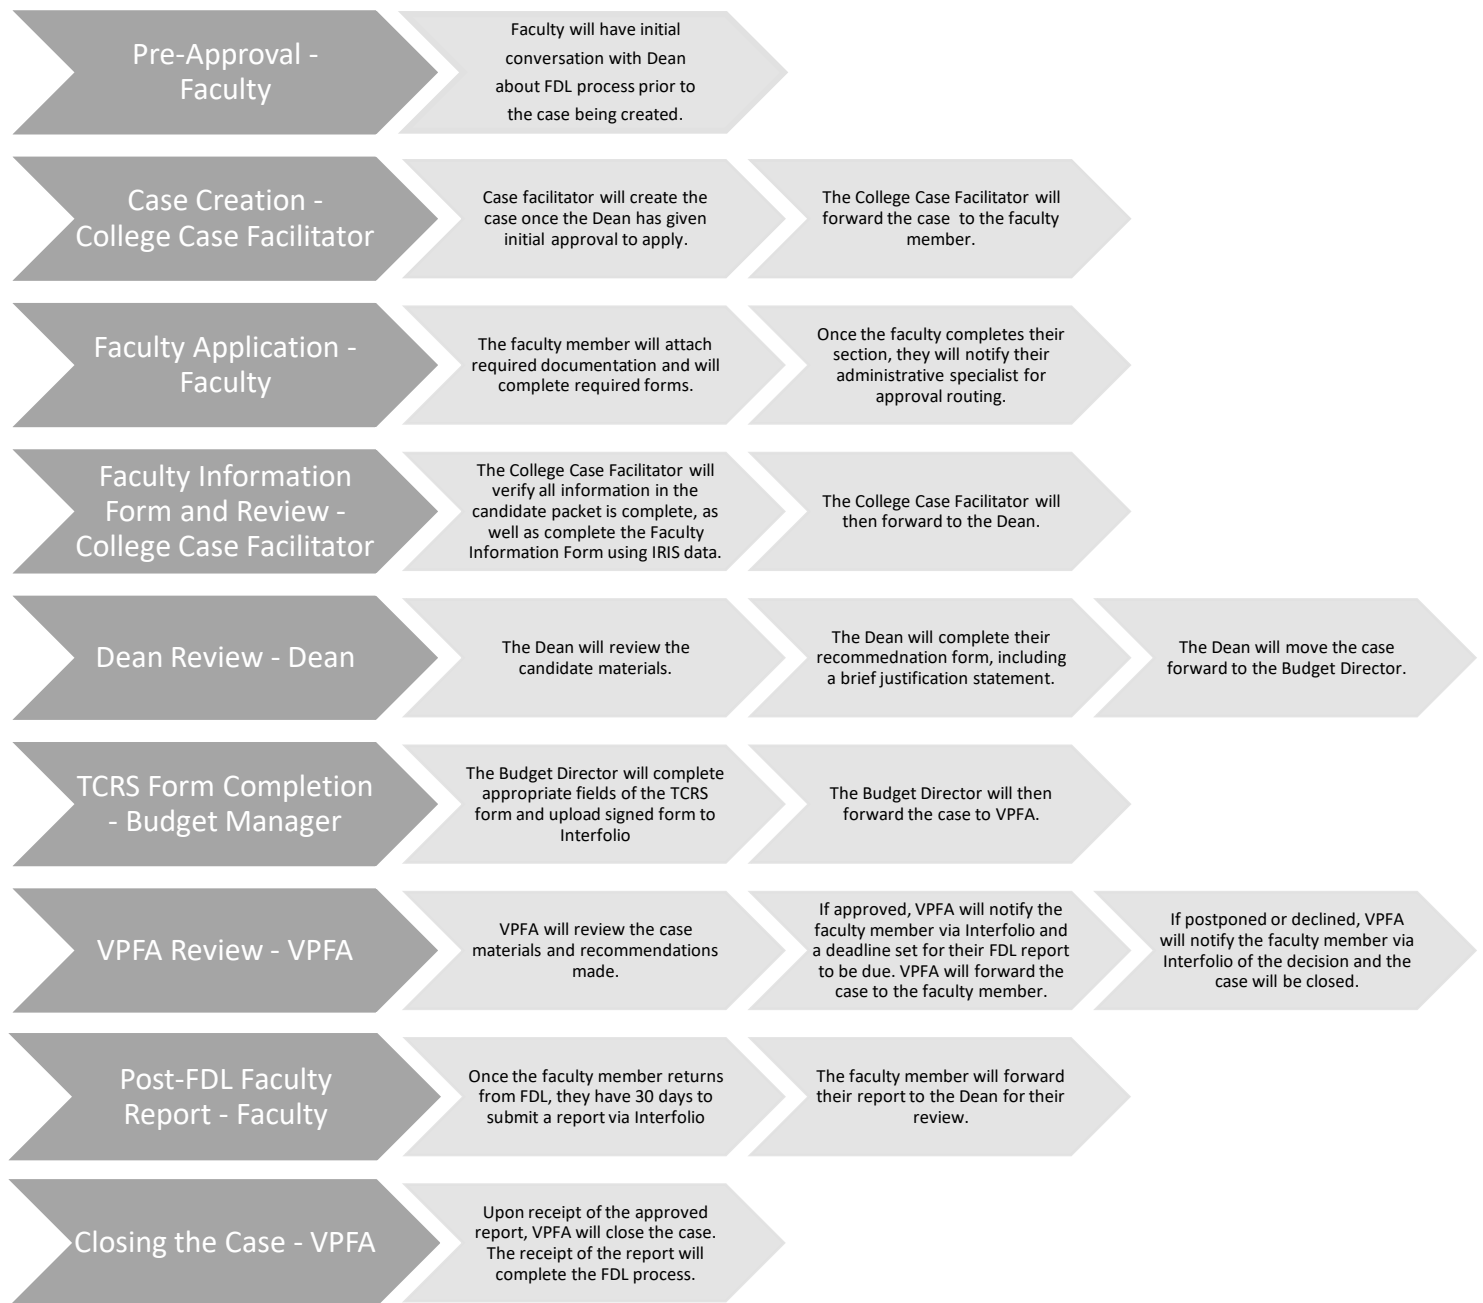 Pre-Approval -
Faculty
Faculty will have initial
conversation with Dean
about FDL process prior to
the case being created.
Case Creation -
College Case Facilitator
Case facilitator will create the
case once the Dean has given
initial approval to apply.
The College Case Facilitator will
forward the case to the faculty
member.
Faculty Application -
Faculty
The faculty member will attach
required documentation and will
complete required forms.
Once the faculty completes their
section, they will notify their
administrative specialist for
approval routing.
Faculty Information
Form and Review -
College Case Facilitator
The College Case Facilitator will
verify all information in the
candidate packet is complete, as
well as complete the Faculty
Information Form using IRIS data.
The College Case Facilitator will
then forward to the Dean.
Dean Review - Dean
The Dean will review the
candidate materials.
The Dean will complete their
recommednation form, including
a brief justification statement.
The Dean will move the case
forward to the Budget Director.
TCRS Form Completion
- Budget Manager
The Budget Director will complete
appropriate fields of the TCRS
form and upload signed form to
Interfolio
The Budget Director will then
forward the case to VPFA.
VPFA Review - VPFA
VPFA will review the case
materials and recommendations
made.
If approved, VPFA will notify the
faculty member via Interfolio and
a deadline set for their FDL report
to be due. VPFA will forward the
case to the faculty member.
If postponed or declined, VPFA
will notify the faculty member via
Interfolio of the decision and the
case will be closed.
Post-FDL Faculty
Report - Faculty
Once the faculty member returns
from FDL, they have 30 days to
submit a report via Interfolio
The faculty member will forward
their report to the Dean for their
review.
Closing the Case - VPFA
Upon receipt of the approved
report, VPFA will close the case.
The receipt of the report will
complete the FDL process.